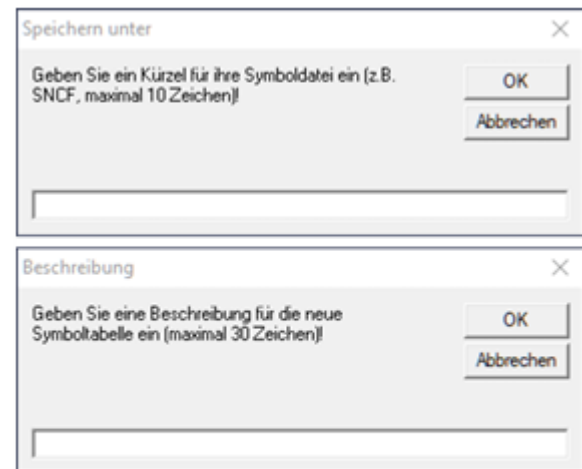 Speichern unter
Geben Sie ein Kürzel für ihre Symboldatei ein (z.B.
SNCF, maximal 10 Zeichen)!
OK
Abbrechen
Beschreibung
Geben Sie eine Beschreibung für die neue
Symboltabelle ein (maximal 30 Zeichen)!
OK
Abbrechen